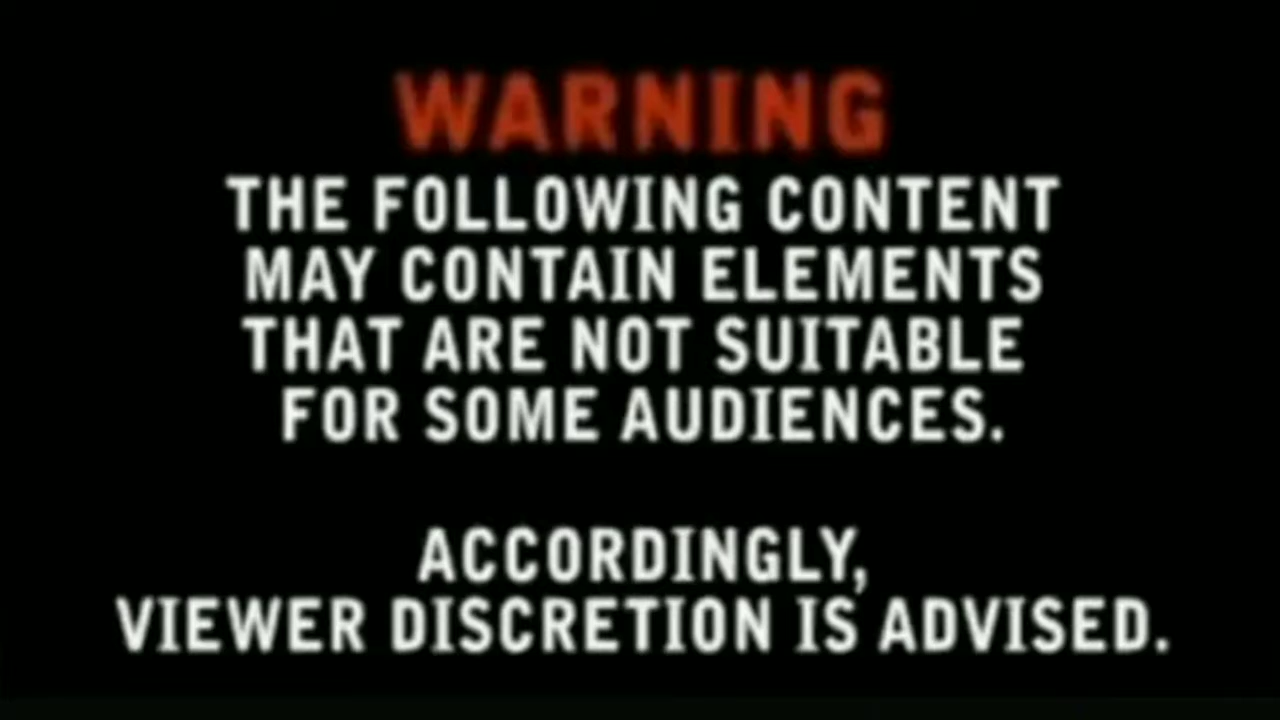 WARNING
THE FOLLOWING CONTENT
MAY CONTAIN ELEMENTS
THAT ARE NOT SUITABLE
FOR SOME AUDIENCES.
ACCORDINGLY,
VIEWER DISCRETION IS ADVISED.